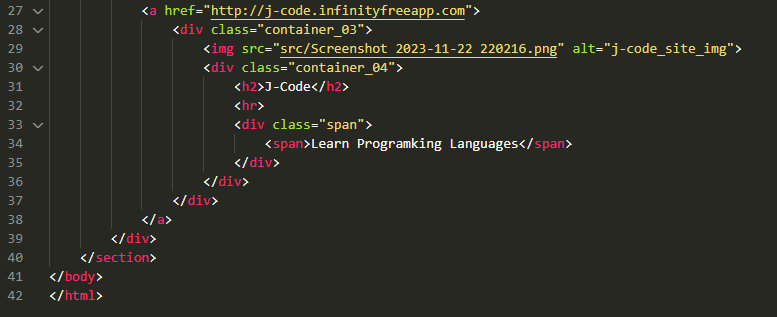 27 <a href="http://j-code.infinityfreeapp.com">
28 <div class="container_03">
29 <img src="src/Screenshot 2023-11-22 220216.png" alt="j-code_site_img">
30 <div class="container_04">
31 <h2>J-Code</h2>
32 <hr>
33 <div class="span">
34 <span>Learn Programking Languages</span>
35 </div>
36 </div>
37 </div>
38 </a>
39 </div>
40 </section>
41 </body>
42 </html>